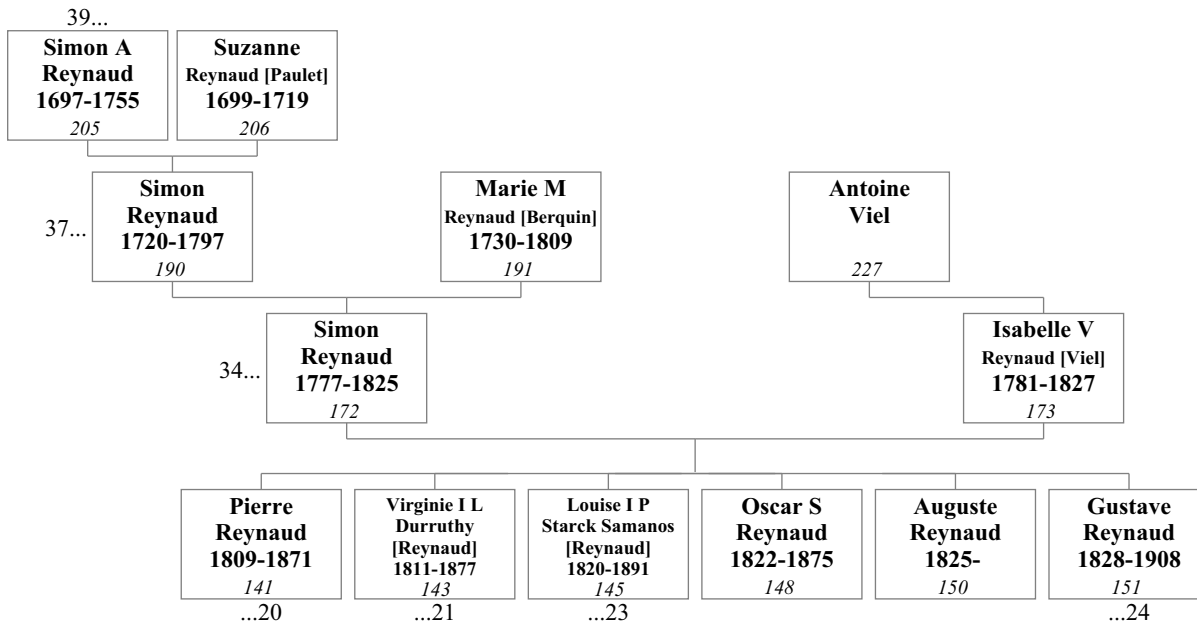 39...
Simon A
Reynaud
1697-1755
205
Suzanne
Reynaud [Paulet]
1699-1719
206
37...
Simon
Reynaud
1720-1797
190
Marie M
Reynaud [Berquin]
1730-1809
191
Antoine
Viel
227
34...
Simon
Reynaud
1777-1825
172
Isabelle V
Reynaud [Viel]
1781-1827
173
Pierre
Reynaud
1809-1871
141
...20
Virginie I L
Durruthy
[Reynaud]
1811-1877
143
...21
Louise I P
Starck Samanos
[Reynaud]
1820-1891
145
...23
Oscar S
Reynaud
1822-1875
148
Auguste
Reynaud
1825-
150
Gustave
Reynaud
1828-1908
151
...24